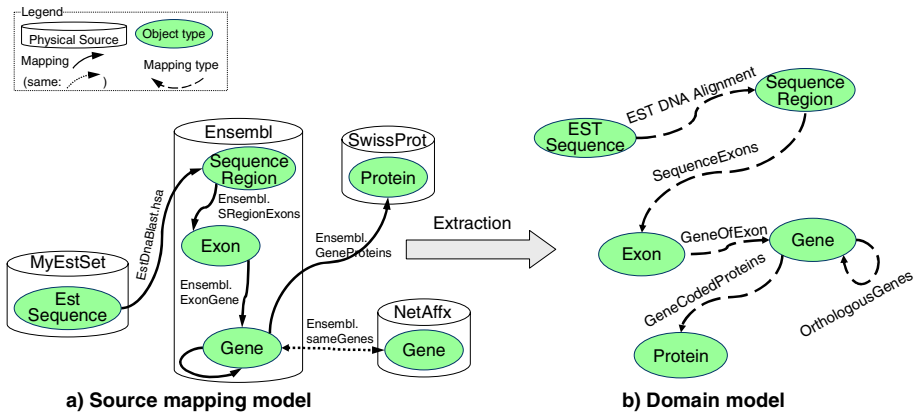 Legend
Physical Source
Object type
Mapping
(same: )
Mapping type
Ensembl
Sequence
Region
SwissProt
Protein
Ensembl.
SRegionExons
EstDnaBlast.hsa
Exon
Ensembl.
GeneProteins
MyEstSet
Est
Sequence
Ensembl.
ExonGene
Ensembl.
sameGenes
Gene
NetAffx
Gene
a) Source mapping model
Extraction
EST DNA Alignment
Sequence
Region
EST
Sequence
SequenceExons
Exon
GeneOfExon
Gene
GeneCodedProteins
OrthologousGenes
Protein
b) Domain model